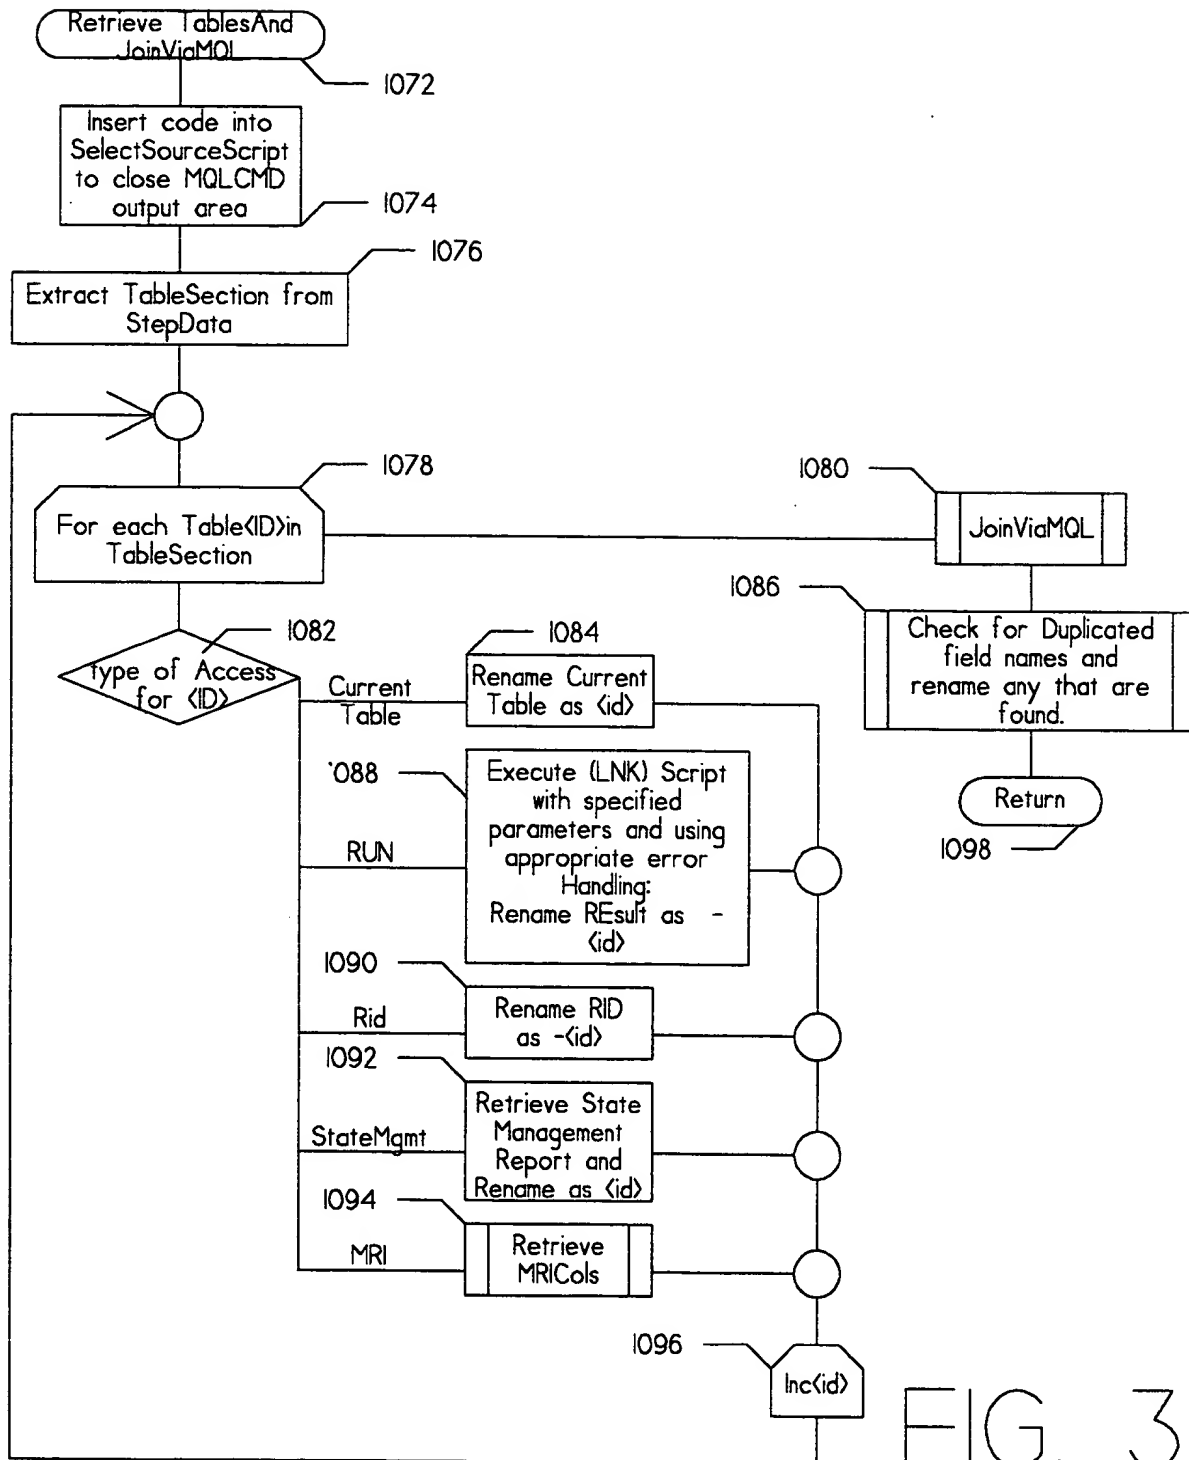 Retrieve TablesAnd
JoinViaMQL
1072
Insert code into
SelectSourceScript
to close MQLCMD
output area
1074
1076
Extract TableSection from
StepData
1078
For each Table<ID>in
TableSection
1080
JoinViaMQL
1086
Check for Duplicated
field names and
rename any that are
found.
Return
1098
1082
type of Access
for <ID>
Current
Table
1084
Rename Current
Table as <id>
'088
RUN
Execute (LNK) Script
with specified
parameters and using
appropriate error
Handling:
Rename REsult as -
<id>
1090
Rid
Rename RID
as -<id>
1092
StateMgmt
Retrieve State
Management
Report and
Rename as <id>
1094
MRI
Retrieve
MRICols
1096
Inc<id>
FIG. 3